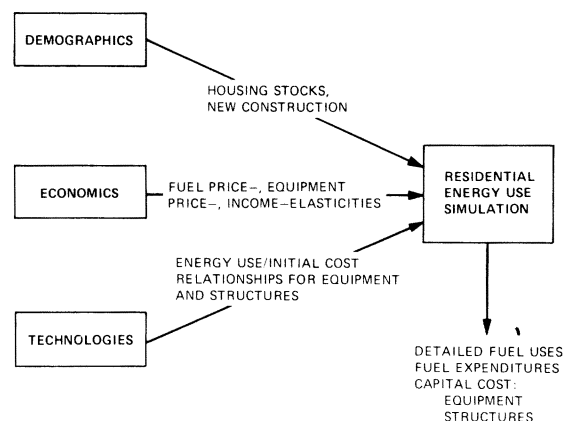 DEMOGRAPHICS
HOUSING STOCKS,
NEW CONSTRUCTION
ECONOMICS
FUEL PRICE-, EQUIPMENT
PRICE-, INCOME-ELASTICITIES
RESIDENTIAL
ENERGY USE
SIMULATION
ENERGY USE/INITIAL COST
RELATIONSHIPS FOR EQUIPMENT
AND STRUCTURES
TECHNOLOGIES
DETAILED FUEL USES
FUEL EXPENDITURES
CAPITAL COST:
EQUIPMENT
STRUCTURES